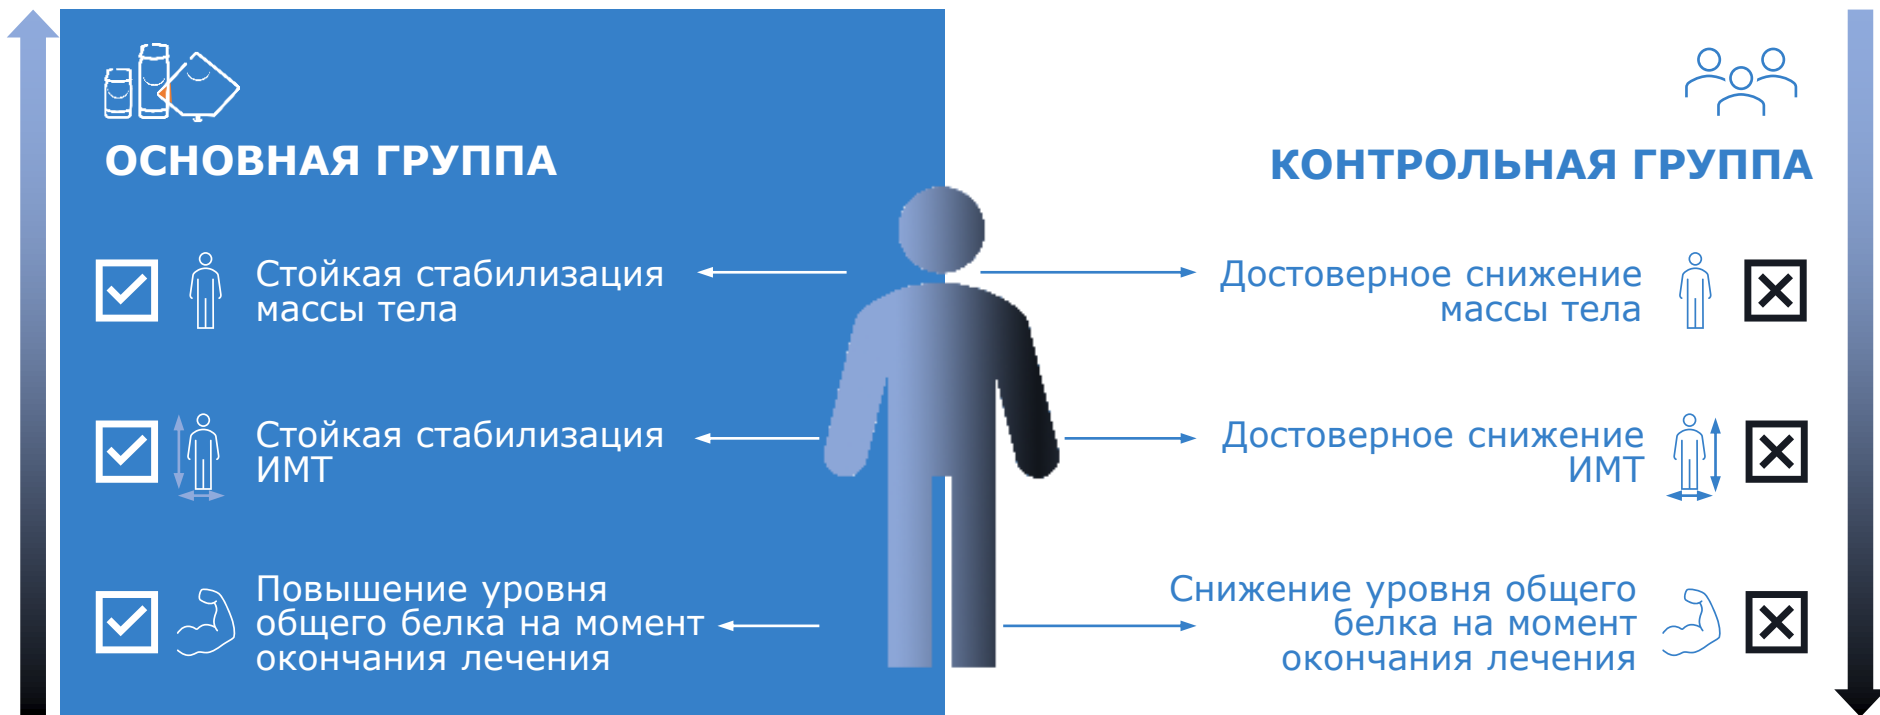 ОСНОВНАЯ ГРУППА
Стойкая стабилизация
массы тела
Стойкая стабилизация
ИМТ
Повышение уровня
общего белка на момент
окончания лечения
КОНТРОЛЬНАЯ ГРУППА
Достоверное снижение
массы тела
Достоверное снижение
ИМТ
Снижение уровня общего
белка на момент
окончания лечения